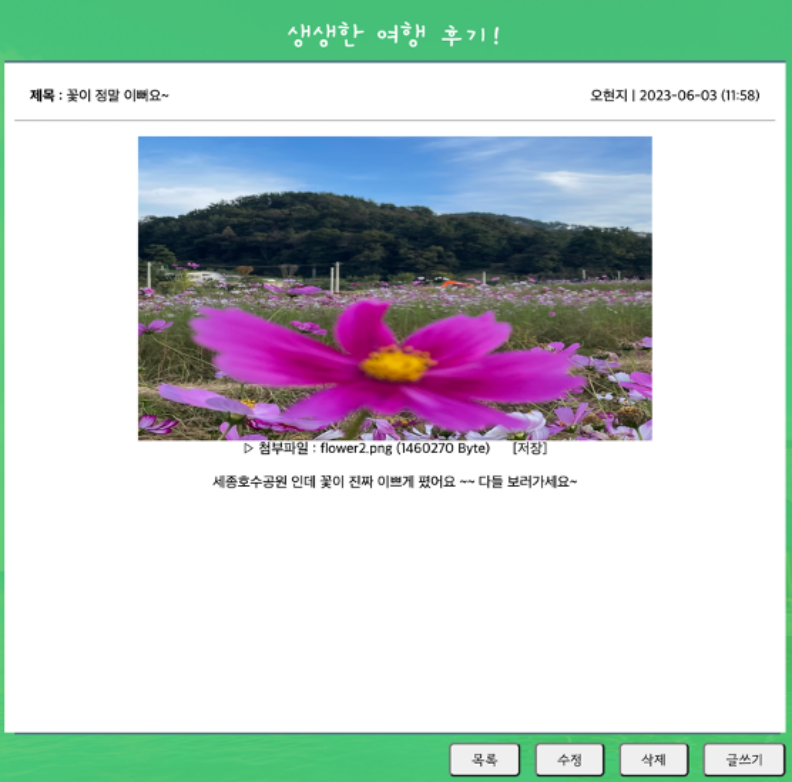 생생한 여행 후기!
제목 : 꽃이 정말 이뻐요~ 오현지 | 2023-06-03 (11:58)
▷ 첨부파일 : flower2.png (1460270 Byte) [저장]
세종호수공원 인데 꽃이 진짜 이쁘게 폈어요 ~~ 다들 보러가세요~
목록 수정 삭제 글쓰기